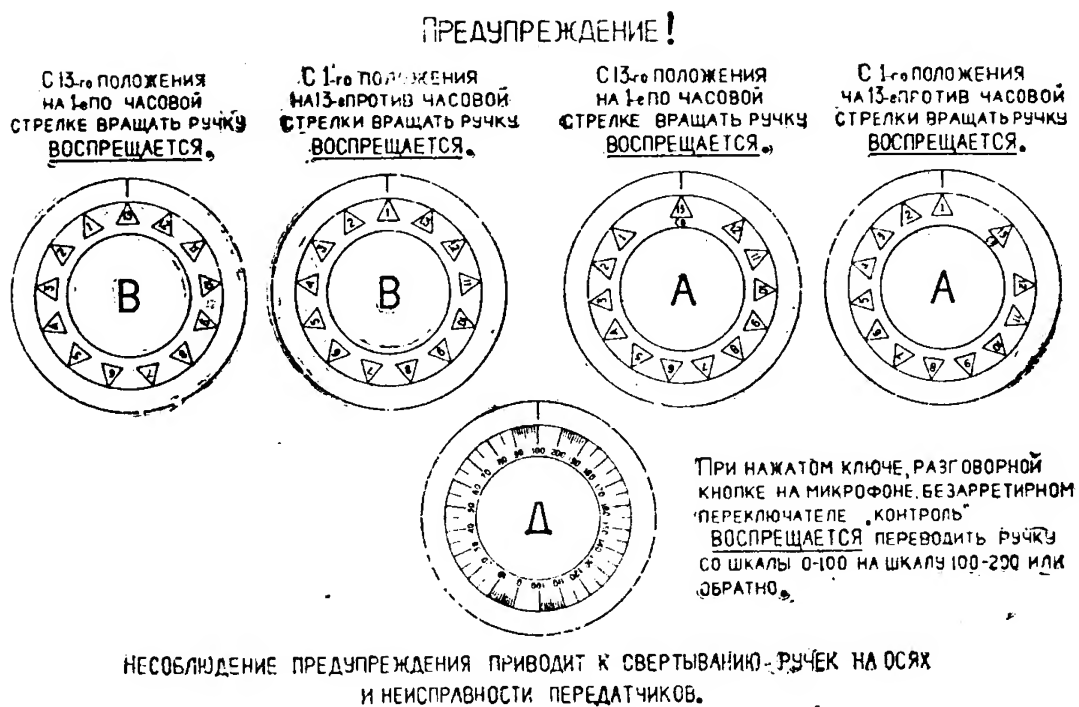 ПРЕДУПРЕЖДЕНИЕ!
С 13-го ПОЛОЖЕНИЯ
НА 1-е ПО ЧАСОВОЙ
СТРЕЛКЕ ВРАЩАТЬ РУЧКУ
ВОСПРЕЩАЕТСЯ.
С 1-го ПОЛОЖЕНИЯ
НА 13-е ПРОТИВ ЧАСОВОЙ
СТРЕЛКИ ВРАЩАТЬ РУЧКУ
ВОСПРЕЩАЕТСЯ.
С 13-го ПОЛОЖЕНИЯ
НА 1-е ПО ЧАСОВОЙ
СТРЕЛКЕ ВРАЩАТЬ РУЧКУ
ВОСПРЕЩАЕТСЯ.
С 1-го ПОЛОЖЕНИЯ
НА 13-е ПРОТИВ ЧАСОВОЙ
СТРЕЛКИ ВРАЩАТЬ РУЧКУ
ВОСПРЕЩАЕТСЯ.
В
В
А
А
Д
ПРИ НАЖАТОМ КЛЮЧЕ, РАЗГОВОРНОЙ
КНОПКЕ НА МИКРОФОНЕ, БЕЗАРРЕТИРНОМ
ПЕРЕКЛЮЧАТЕЛЕ „КОНТРОЛЬ"
ВОСПРЕЩАЕТСЯ ПЕРЕВОДИТЬ РУЧКУ
СО ШКАЛЫ 0-100 НА ШКАЛУ 100-200 ИЛИ
ОБРАТНО.
НЕСОБЛЮДЕНИЕ ПРЕДУПРЕЖДЕНИЯ ПРИВОДИТ К СВЕРТЫВАНИЮ РУЧЕК НА ОСЯХ
И НЕИСПРАВНОСТИ ПЕРЕДАТЧИКОВ.